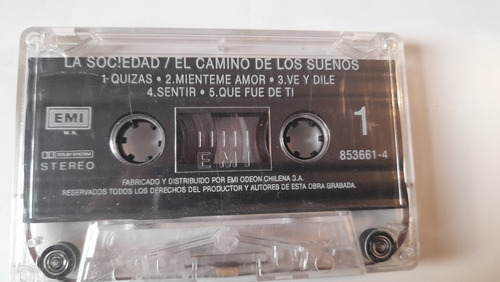 LA SOC!EDAD / EL CAMINO DE LOS SUEÑOS
1-QUIZAS • 2.MIENTEME AMOR • 3.VE Y DILE
4.SENTIR • 5.QUE FUE DE TI
EMI
1
DOLBY SYSTEM
STEREO
EMI
853661-4
FABRICADO Y DISTRIBUIDO POR EMI ODEON CHILENA S.A.
RESERVADOS TODOS LOS DERECHOS DEL PRODUCTOR Y AUTORES DE ESTA OBRA GRABADA.